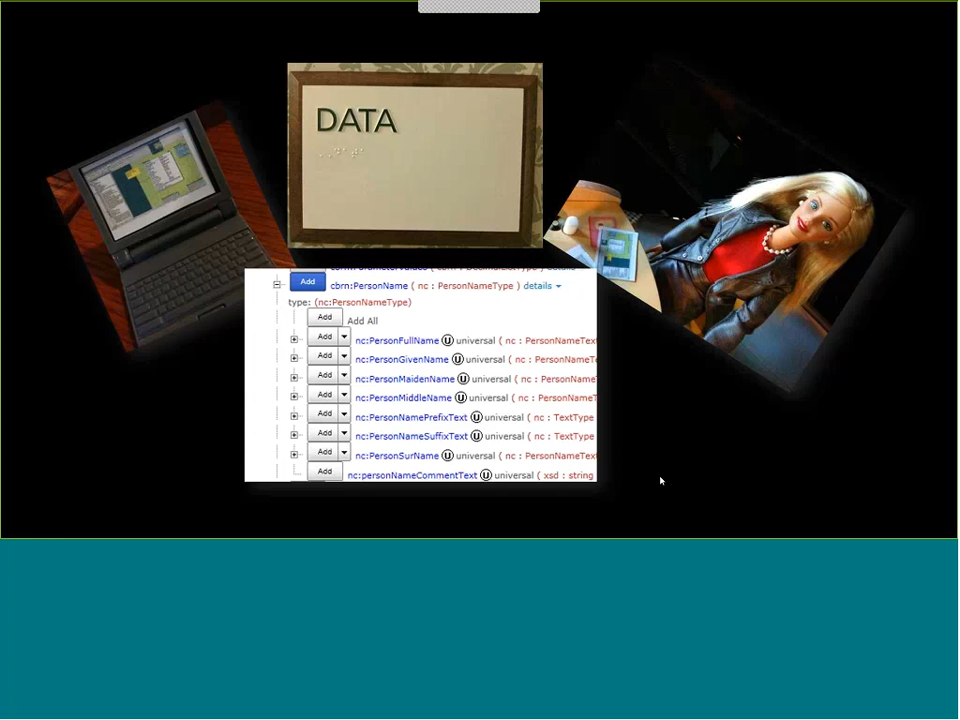 DATA
Add cbrn:PersonName ( nc : PersonNameType ) details
type: (nc:PersonNameType)
Add Add All
Add nc:PersonFullName U universal ( nc : PersonNameText
Add nc:PersonGivenName U universal ( nc : PersonNameTe
Add nc:PersonMaidenName U universal ( nc : PersonName
Add nc:PersonMiddleName U universal ( nc : PersonNameT
Add nc:PersonNamePrefixText U universal ( nc : TextType
Add nc:PersonNameSuffixText U universal ( nc : TextType
Add nc:PersonSurName U universal ( nc : PersonNameText
Add nc:personNameCommentText U universal ( xsd : string